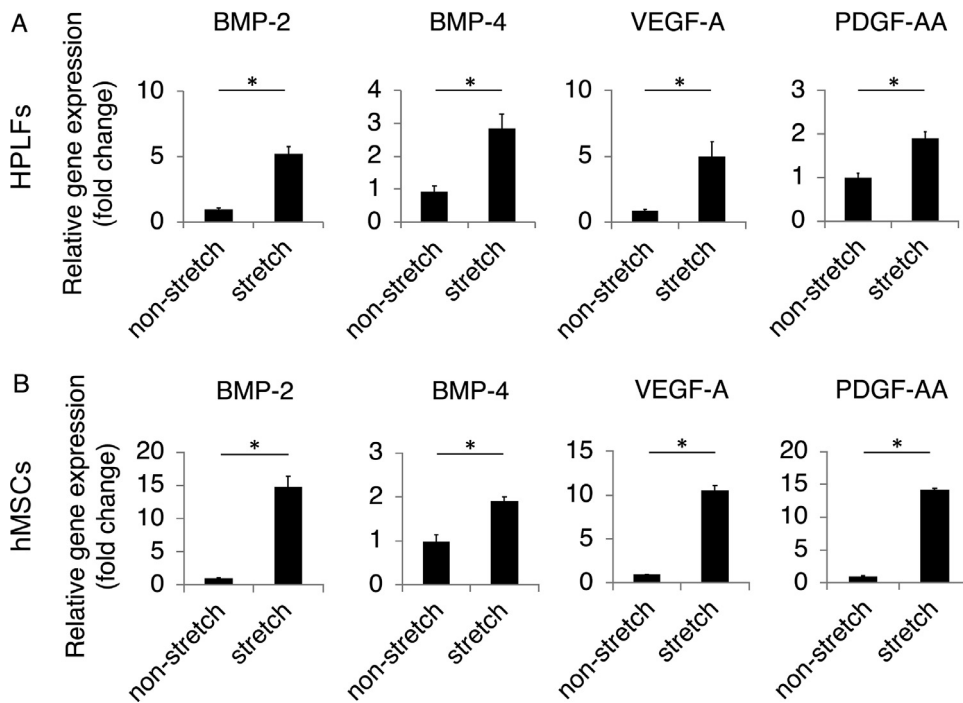 A
BMP-2
BMP-4
VEGF-A
PDGF-AA
HPLFs
Relative gene expression
(fold change)
10
5
0
*
non-stretch
stretch
4
3
2
1
0
*
non-stretch
stretch
10
5
0
*
non-stretch
stretch
3
2
1
0
*
non-stretch
stretch
B
BMP-2
BMP-4
VEGF-A
PDGF-AA
hMSCs
Relative gene expression
(fold change)
20
15
10
5
0
*
non-stretch
stretch
3
2
1
0
*
non-stretch
stretch
15
10
5
0
*
non-stretch
stretch
20
15
10
5
0
*
non-stretch
stretch